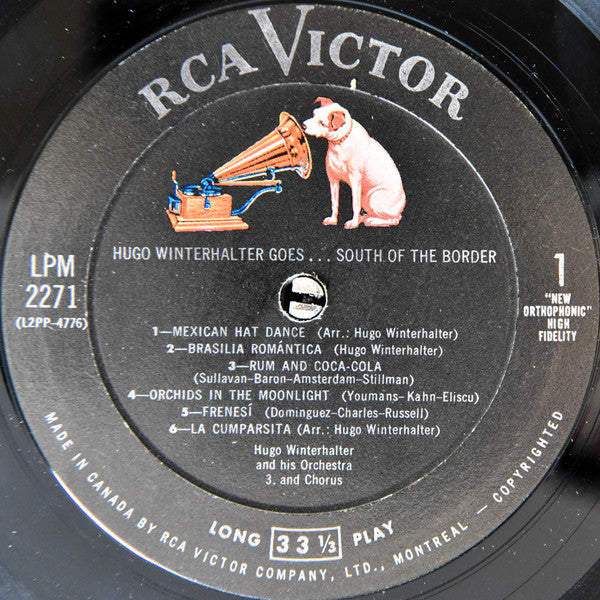 RCA VICTOR
HUGO WINTERHALTER GOES . . . SOUTH OF THE BORDER
LPM
2271
(L2PP-4776)
1
"NEW
ORTHOPHONIC"
HIGH
FIDELITY
1—MEXICAN HAT DANCE (Arr.: Hugo Winterhalter)
2—BRASILIA ROMÁNTICA (Hugo Winterhalter)
3—RUM AND COCA-COLA
(Sullavan-Baron-Amsterdam-Stillman)
4—ORCHIDS IN THE MOONLIGHT (Youmans-Kahn-Eliscu)
5—FRENESÍ (Dominguez-Charles-Russell)
6—LA CUMPARSITA (Arr.: Hugo Winterhalter)
Hugo Winterhalter
and his Orchestra
3. and Chorus
LONG 33 1/3 PLAY
MADE IN CANADA BY RCA VICTOR COMPANY, LTD., MONTREAL — COPYRIGHTED